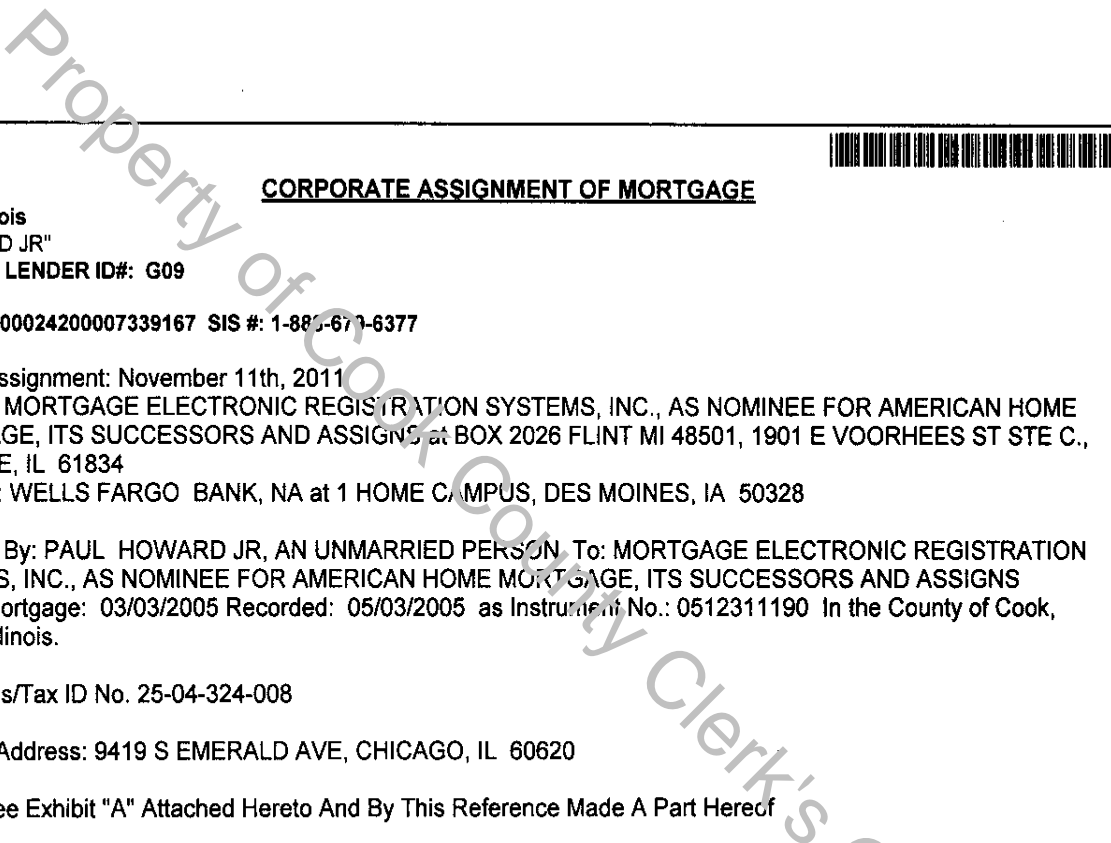 CORPORATE ASSIGNMENT OF MORTGAGE
ois
D JR"
LENDER ID#: G09
00024200007339167 SIS #: 1-888-679-6377
ssignment: November 11th, 2011
MORTGAGE ELECTRONIC REGISTRATION SYSTEMS, INC., AS NOMINEE FOR AMERICAN HOME
GE, ITS SUCCESSORS AND ASSIGNS at BOX 2026 FLINT MI 48501, 1901 E VOORHEES ST STE C.,
E, IL 61834
: WELLS FARGO BANK, NA at 1 HOME CAMPUS, DES MOINES, IA 50328
By: PAUL HOWARD JR, AN UNMARRIED PERSON To: MORTGAGE ELECTRONIC REGISTRATION
S, INC., AS NOMINEE FOR AMERICAN HOME MORTGAGE, ITS SUCCESSORS AND ASSIGNS
ortgage: 03/03/2005 Recorded: 05/03/2005 as Instrument No.: 0512311190 In the County of Cook,
linois.
s/Tax ID No. 25-04-324-008
Address: 9419 S EMERALD AVE, CHICAGO, IL 60620
ee Exhibit "A" Attached Hereto And By This Reference Made A Part Hereof
Property of Cook County Clerk's